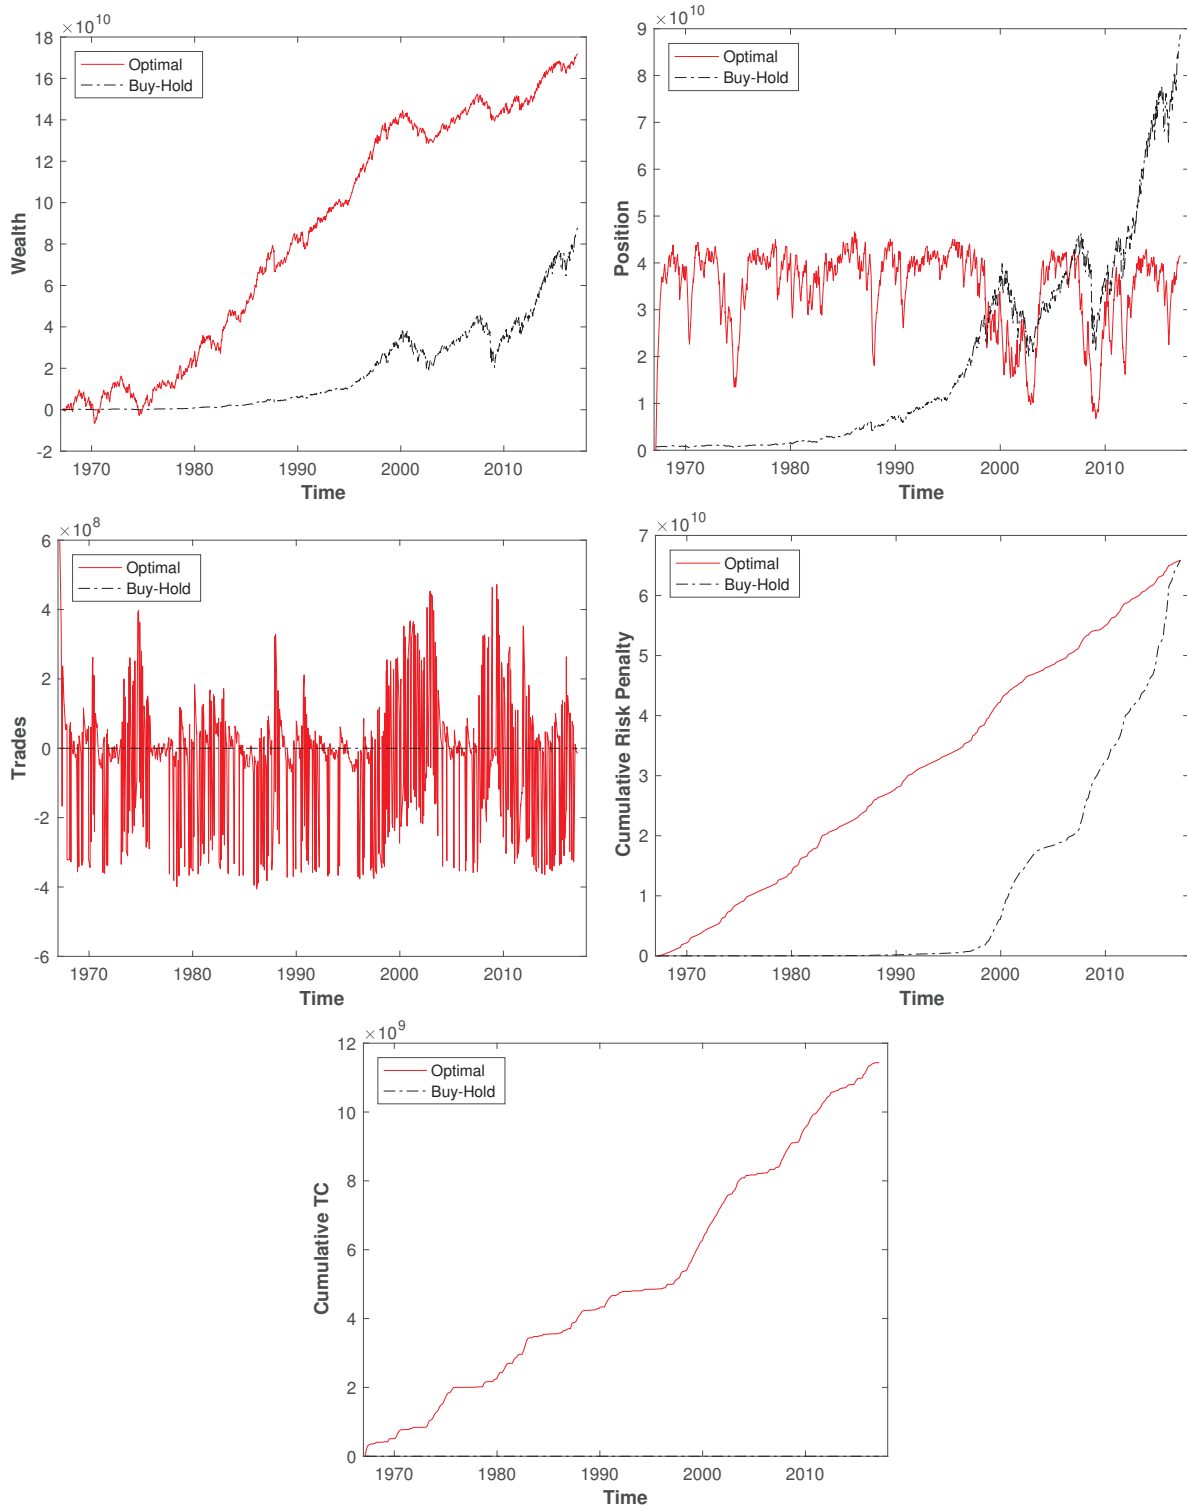 ×10^10
18
16
14
12
10
8
6
4
2
0
-2
Wealth
Optimal
Buy-Hold
1970 1980 1990 2000 2010
Time
×10^10
9
8
7
6
5
4
3
2
1
0
Position
Optimal
Buy-Hold
1970 1980 1990 2000 2010
Time
×10^8
6
4
2
0
-2
-4
-6
Trades
Optimal
Buy-Hold
1970 1980 1990 2000 2010
Time
×10^10
7
6
5
4
3
2
1
0
Cumulative Risk Penalty
Optimal
Buy-Hold
1970 1980 1990 2000 2010
Time
×10^9
12
10
8
6
4
2
0
Cumulative TC
Optimal
Buy-Hold
1970 1980 1990 2000 2010
Time